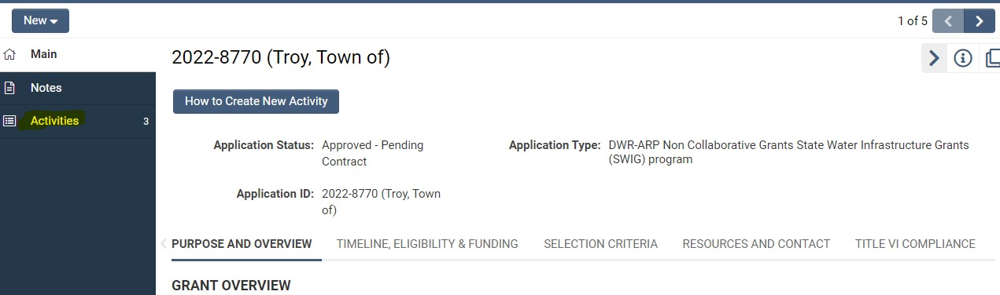 New
1 of 5
Main
2022-8770 (Troy, Town of)
Notes
How to Create New Activity
Activities 3
Application Status: Approved - Pending
Contract
Application Type: DWR-ARP Non Collaborative Grants State Water Infrastructure Grants
(SWIG) program
Application ID: 2022-8770 (Troy, Town
of)
PURPOSE AND OVERVIEW TIMELINE, ELIGIBILITY & FUNDING SELECTION CRITERIA RESOURCES AND CONTACT TITLE VI COMPLIANCE
GRANT OVERVIEW